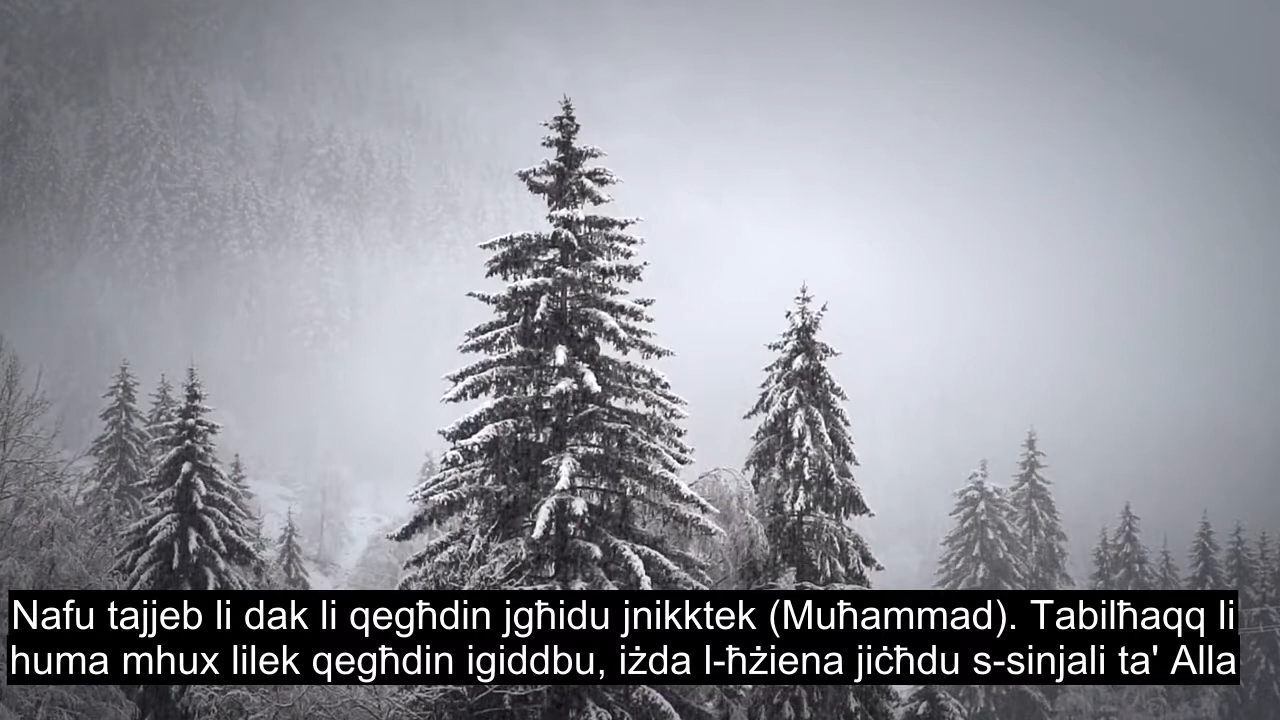 Nafu tajjeb li dak li qegħdin jgħidu jnikktek (Muħammad). Tabilħaqq li
huma mhux lilek qegħdin igiddbu, iżda l-ħżiena jiċħdu s-sinjali ta' Alla